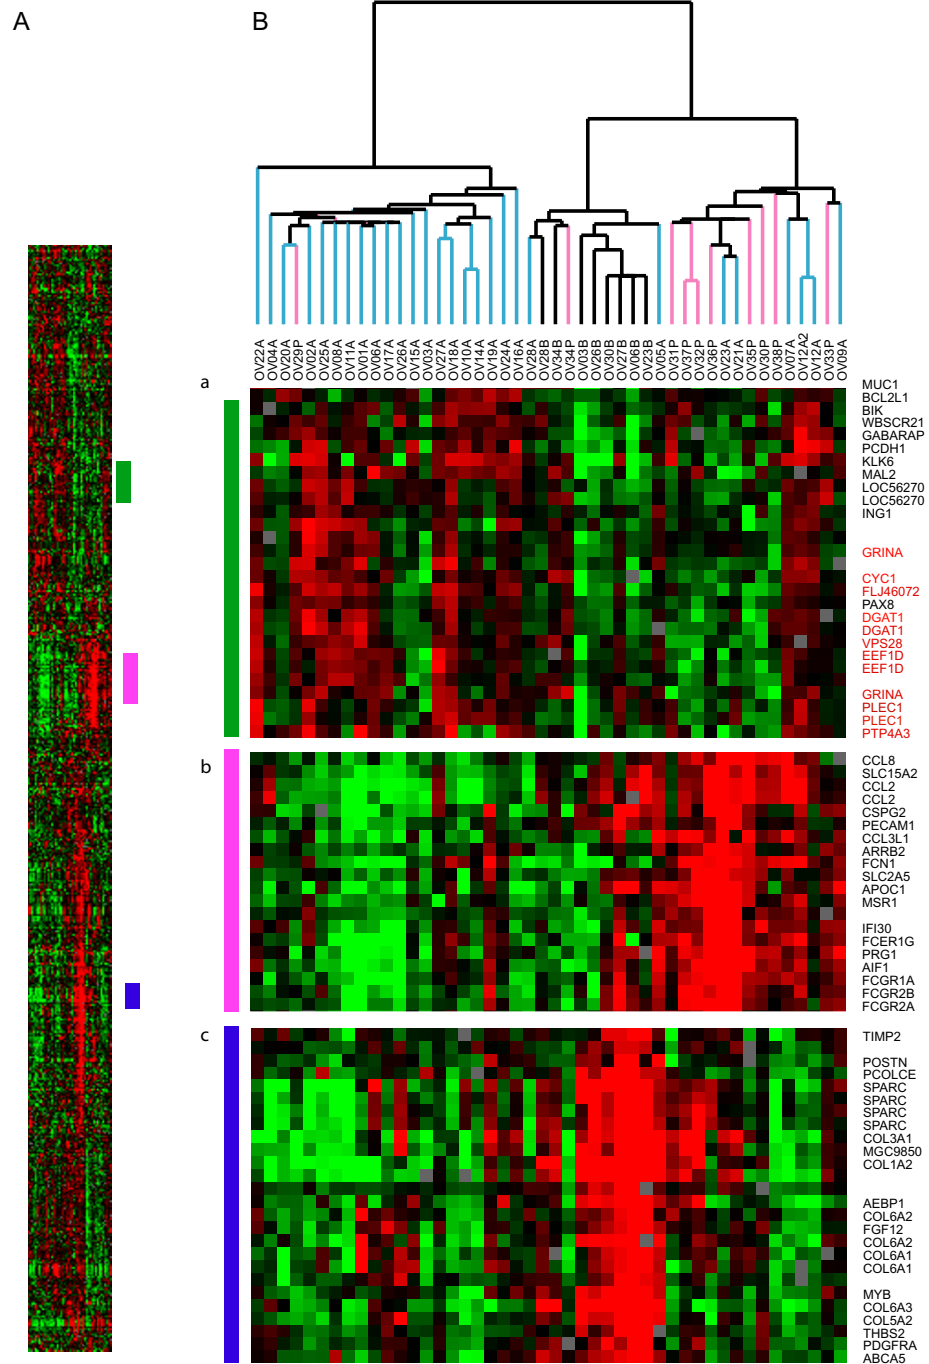 A
B
OV22A
OV04A
OV20A
OV29P
OV02A
OV25A
OV08A
OV11A
OV01A
OV06A
OV17A
OV26A
OV15A
OV03A
OV27A
OV18A
OV10A
OV14A
OV19A
OV24A
OV16A
OV28A
OV28B
OV34B
OV34P
OV03B
OV26B
OV30B
OV27B
OV06B
OV23B
OV05A
OV31P
OV37P
OV32P
OV36P
OV23A
OV21A
OV35P
OV30P
OV38P
OV07A
OV12A2
OV12A
OV33P
OV09A
a
MUC1
BCL2L1
BIK
WBSCR21
GABARAP
PCDH1
KLK6
MAL2
LOC56270
LOC56270
ING1
GRINA
CYC1
FLJ46072
PAX8
DGAT1
DGAT1
VPS28
EEF1D
EEF1D
GRINA
PLEC1
PLEC1
PTP4A3
b
CCL8
SLC15A2
CCL2
CCL2
CSPG2
PECAM1
CCL3L1
ARRB2
FCN1
SLC2A5
APOC1
MSR1
IFI30
FCER1G
PRG1
AIF1
FCGR1A
FCGR2B
FCGR2A
c
TIMP2
POSTN
PCOLCE
SPARC
SPARC
SPARC
SPARC
COL3A1
MGC9850
COL1A2
AEBP1
COL6A2
FGF12
COL6A2
COL6A1
COL6A1
MYB
COL6A3
COL5A2
THBS2
PDGFRA
ABCA5